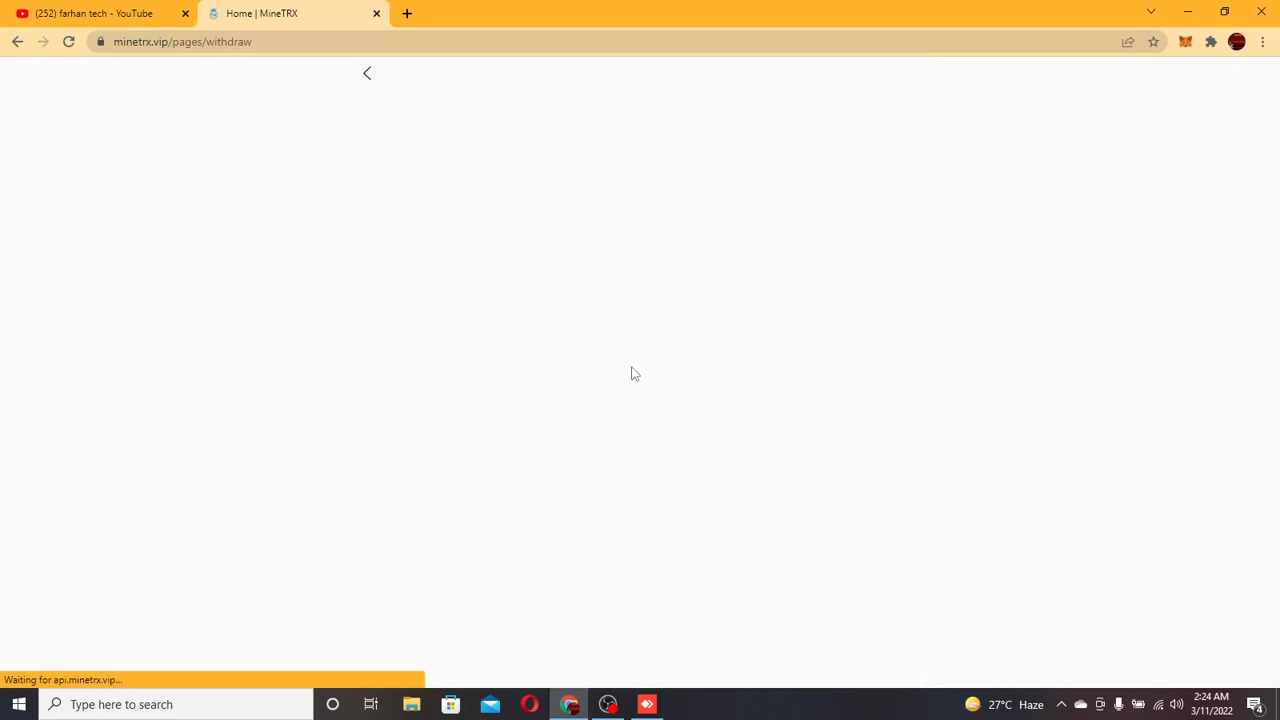 (252) farhan tech - YouTube
Home | MineTRX
minetrx.vip/pages/withdraw
Waiting for api.minetrx.vip...
Type here to search
27°C Haze
2:24 AM
3/11/2022
4